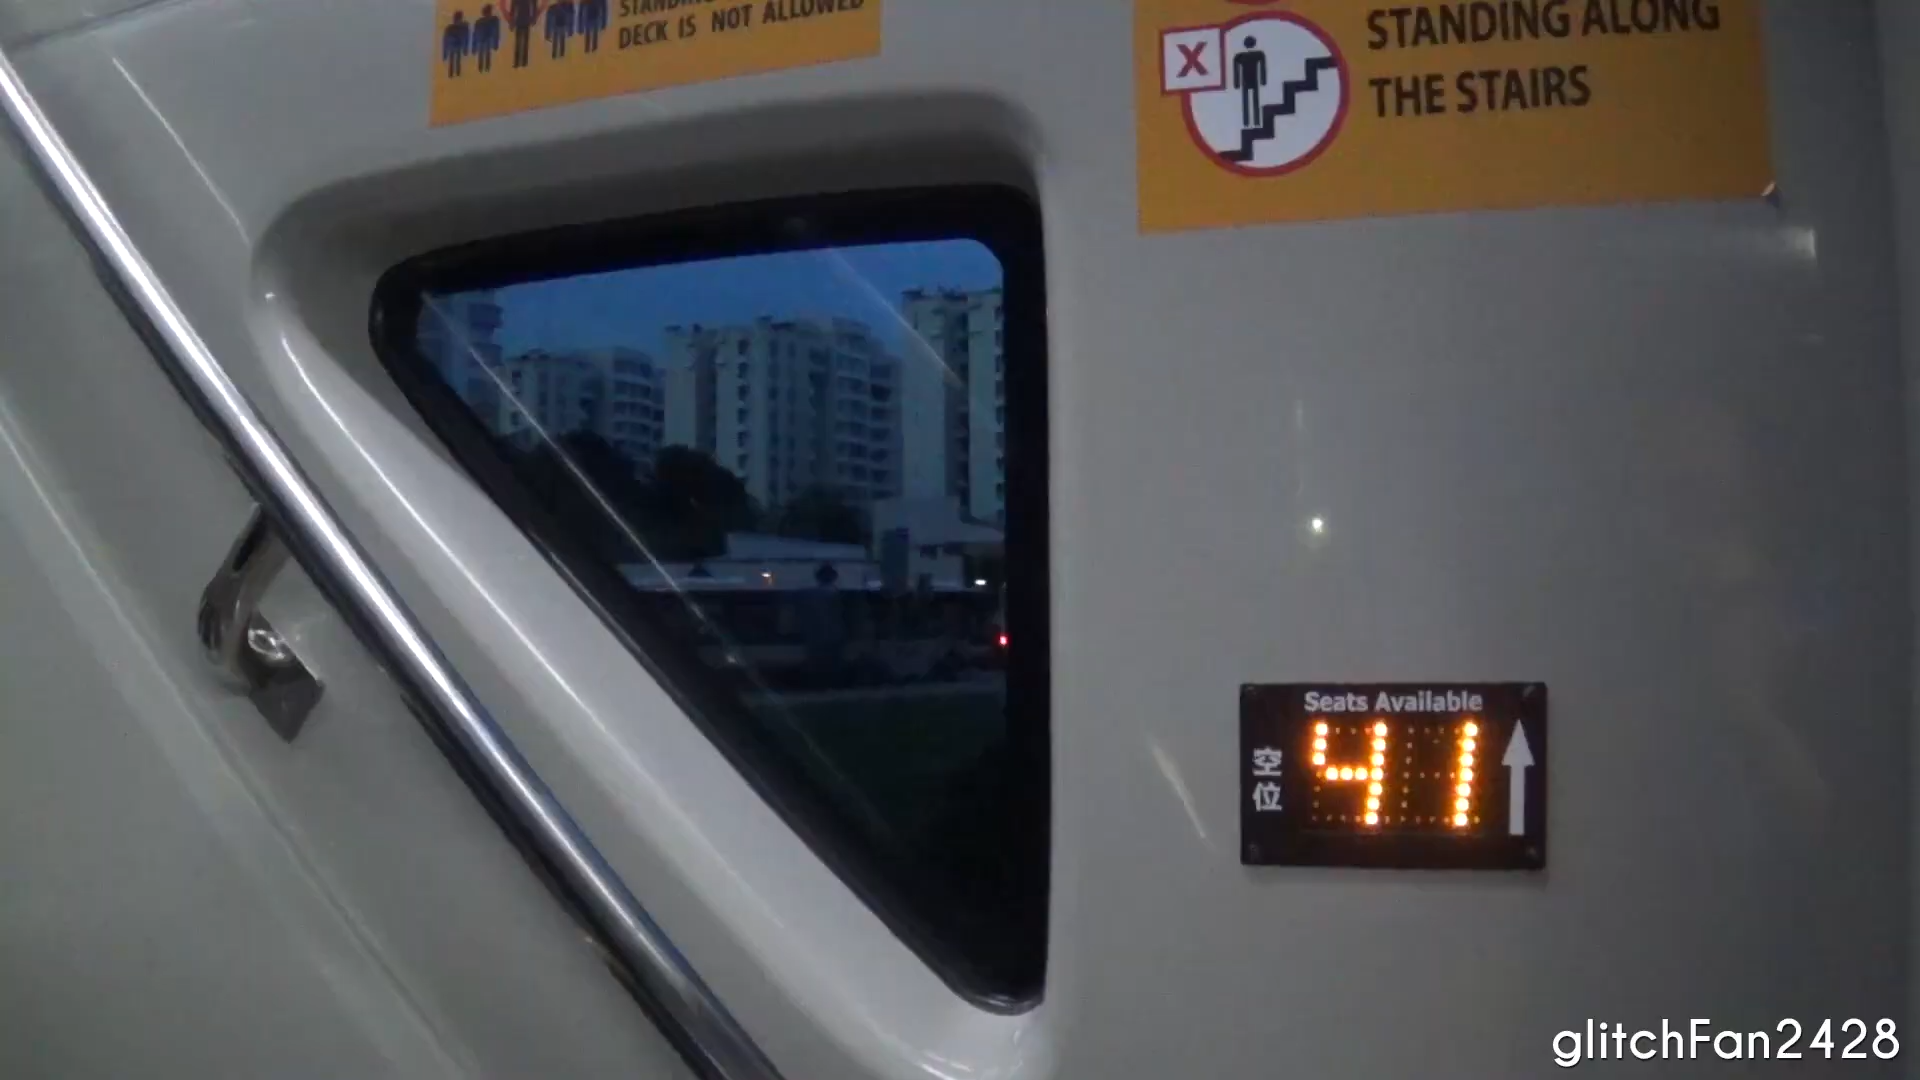 DECK IS NOT ALLOWED
X
STANDING ALONG
THE STAIRS
Seats Available
空位
41
glitchFan2428